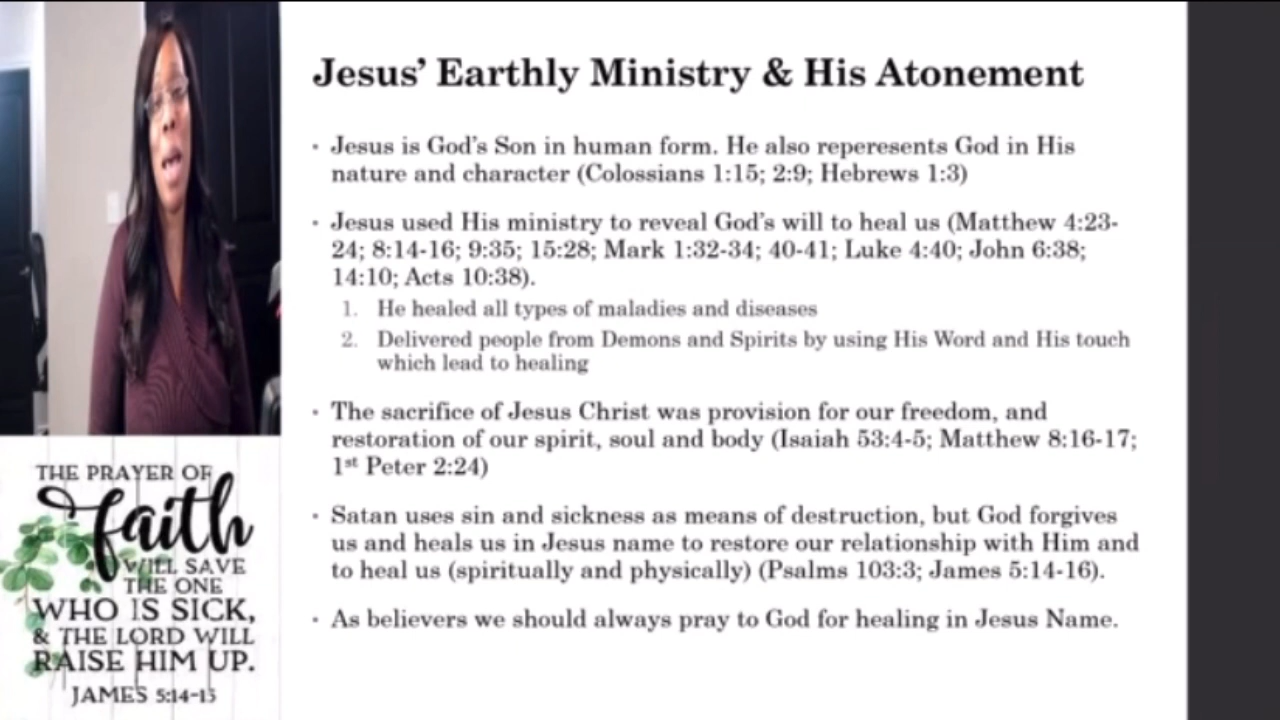 Jesus’ Earthly Ministry & His Atonement
• Jesus is God’s Son in human form. He also reperesents God in His
nature and character (Colossians 1:15; 2:9; Hebrews 1:3)
• Jesus used His ministry to reveal God’s will to heal us (Matthew 4:23-
24; 8:14-16; 9:35; 15:28; Mark 1:32-34; 40-41; Luke 4:40; John 6:38;
14:10; Acts 10:38).
1. He healed all types of maladies and diseases
2. Delivered people from Demons and Spirits by using His Word and His touch
which lead to healing
• The sacrifice of Jesus Christ was provision for our freedom, and
restoration of our spirit, soul and body (Isaiah 53:4-5; Matthew 8:16-17;
1st Peter 2:24)
• Satan uses sin and sickness as means of destruction, but God forgives
us and heals us in Jesus name to restore our relationship with Him and
to heal us (spiritually and physically) (Psalms 103:3; James 5:14-16).
• As believers we should always pray to God for healing in Jesus Name.
THE PRAYER OF
faith
WILL SAVE
THE ONE
WHO IS SICK,
& THE LORD WILL
RAISE HIM UP.
JAMES 5:14-15